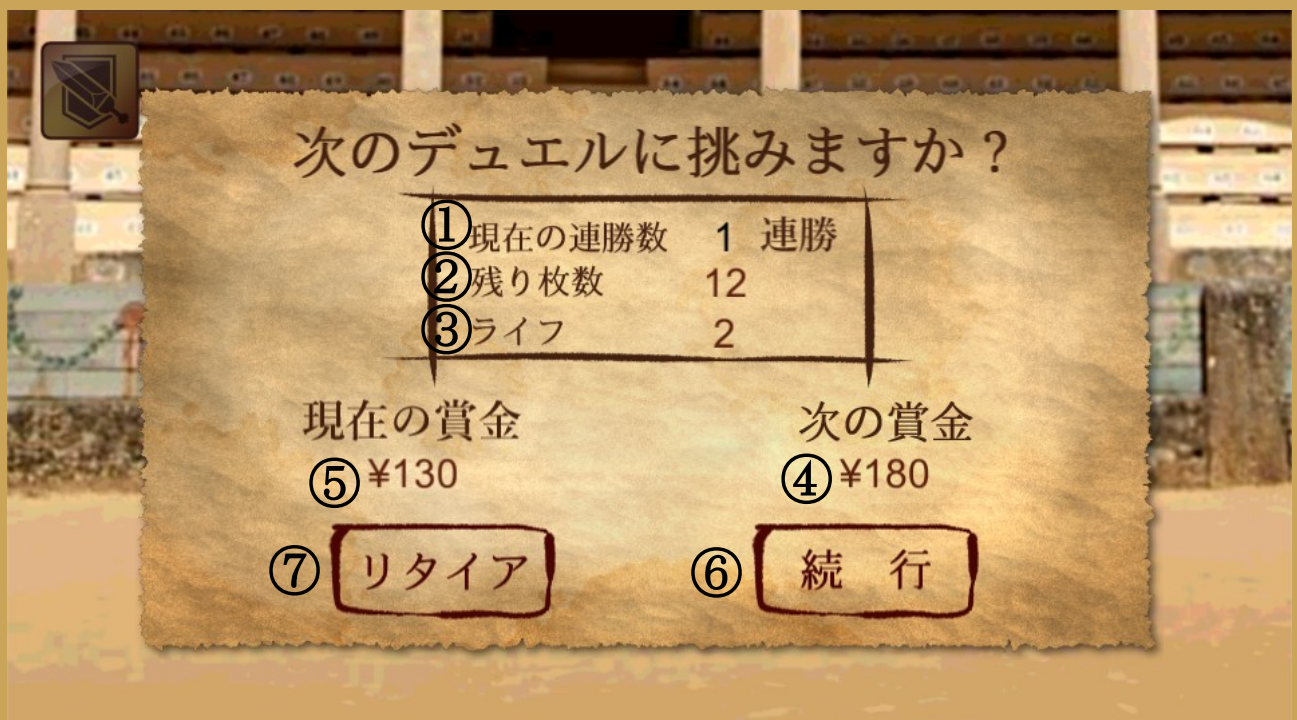 次のデュエルに挑みますか？
①現在の連勝数 1 連勝
②残り枚数 12
③ライフ 2
現在の賞金 次の賞金
⑤ ¥130 ④ ¥180
⑦ リタイア ⑥ 続 行